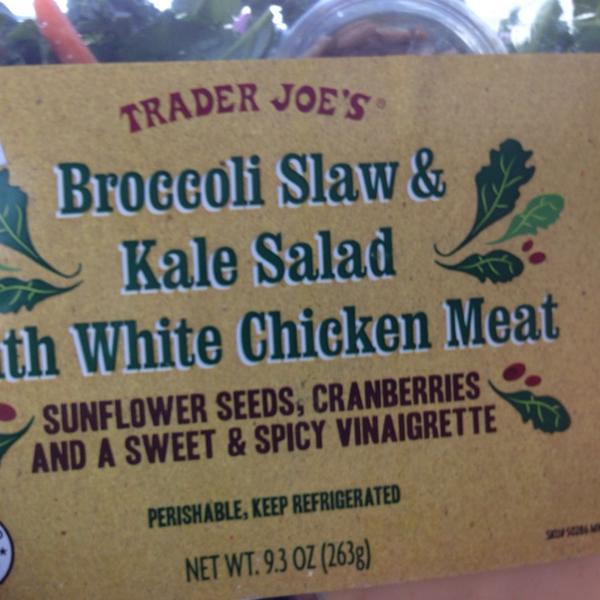 TRADER JOE'S®
Broccoli Slaw &
Kale Salad
ith White Chicken Meat
SUNFLOWER SEEDS, CRANBERRIES
AND A SWEET & SPICY VINAIGRETTE
PERISHABLE, KEEP REFRIGERATED
NET WT. 9.3 OZ (263g)